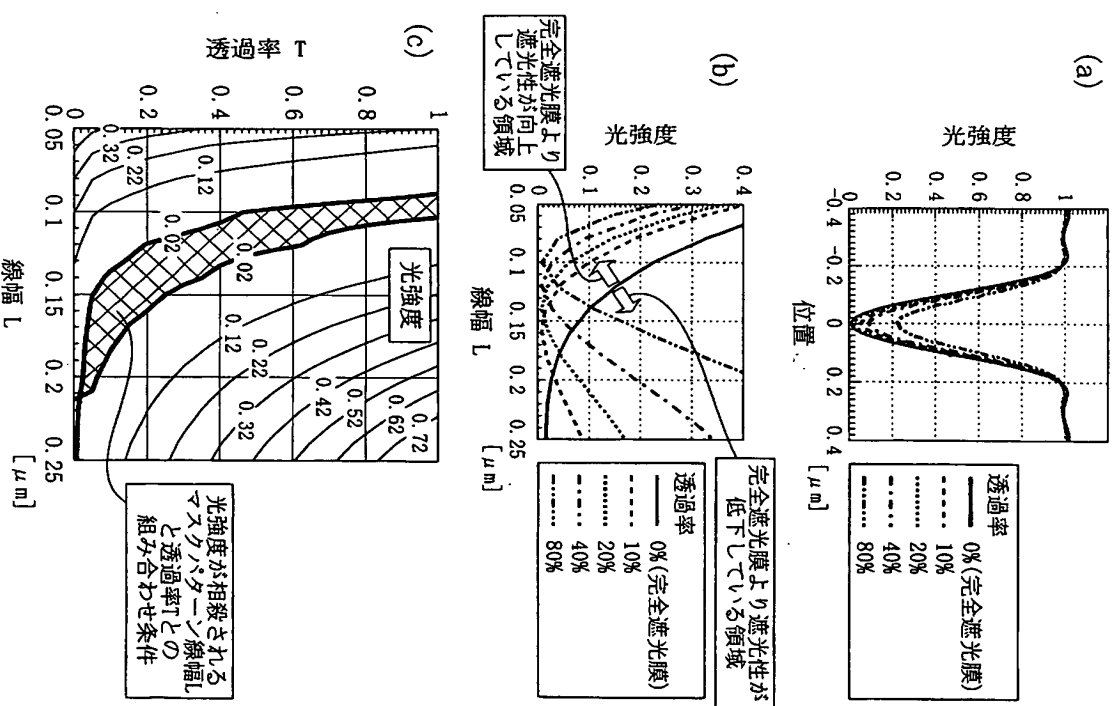 (a)
光強度
1
0.8
0.6
0.4
0.2
0
-0.4
-0.2
0
0.2
0.4
位置
[μm]
透過率
0%(完全遮光膜)
10%
20%
40%
80%
(b)
光強度
0.4
0.3
0.2
0.1
0
0.05
0.1
0.15
0.2
0.25
線幅 L
[μm]
完全遮光膜より
遮光性が向上
している領域
完全遮光膜より遮光性が
低下している領域
透過率
0%(完全遮光膜)
10%
20%
40%
80%
(c)
透過率 T
1
0.8
0.6
0.4
0.2
0
0.05
0.1
0.15
0.2
0.25
線幅 L
[μm]
光強度
0.32
0.22
0.12
0.02
0.02
0.12
0.22
0.32
0.42
0.52
0.62
0.72
光強度が相殺される
マスクパターン線幅L
と透過率Tとの
組み合わせ条件